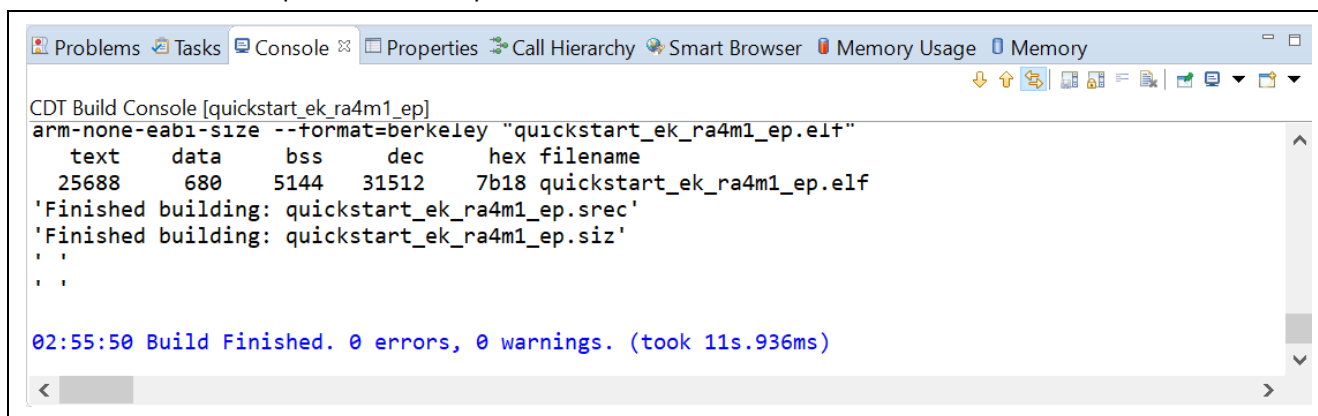 Problems Tasks Console Properties Call Hierarchy Smart Browser Memory Usage Memory
CDT Build Console [quickstart_ek_ra4m1_ep]
arm-none-eabi-size --format=berkeley "quickstart_ek_ra4m1_ep.elf"
   text    data     bss     dec     hex filename
  25688     680    5144   31512    7b18 quickstart_ek_ra4m1_ep.elf
'Finished building: quickstart_ek_ra4m1_ep.srec'
'Finished building: quickstart_ek_ra4m1_ep.siz'
' '
' '
02:55:50 Build Finished. 0 errors, 0 warnings. (took 11s.936ms)